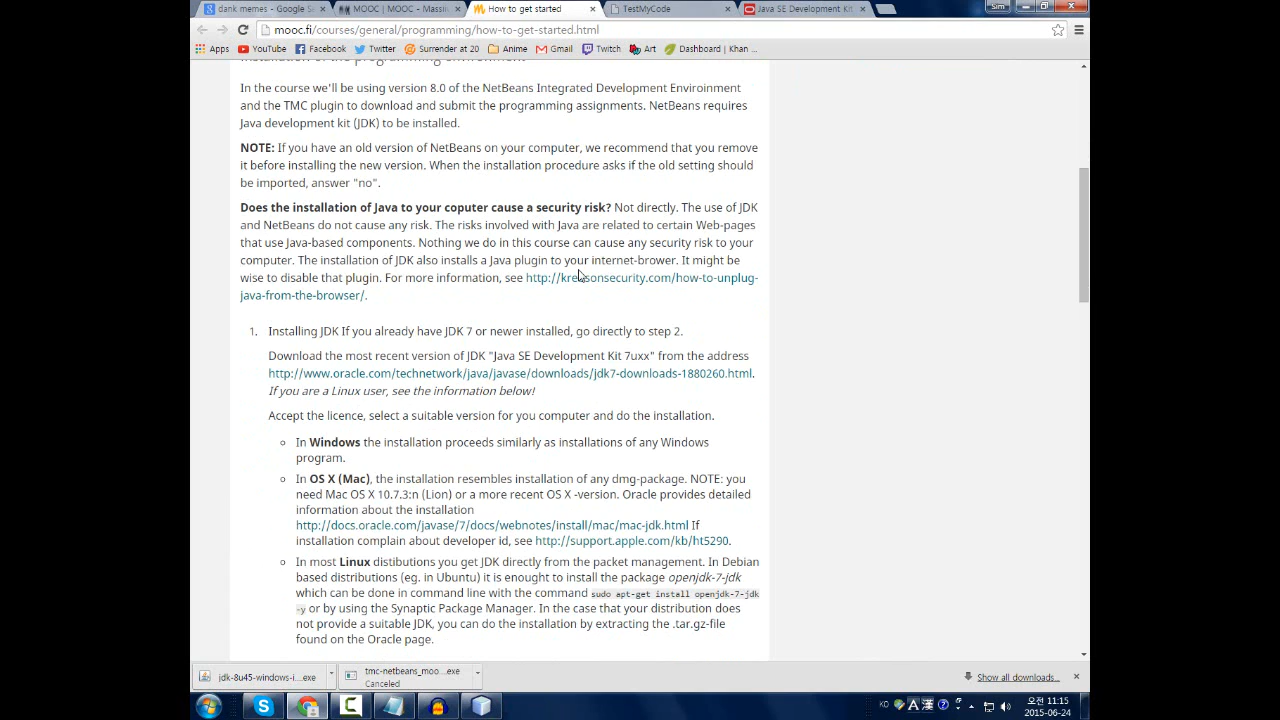 dank memes - Google S
MOOC | MOOC - Massiv
How to get started
TestMyCode
Java SE Development Kit
Sim
mooc.fi/courses/general/programming/how-to-get-started.html
Apps
YouTube
Facebook
Twitter
Surrender at 20
Anime
Gmail
Twitch
Art
Dashboard | Khan ...
Installation of the programming environment
In the course we'll be using version 8.0 of the NetBeans Integrated Development Enviroinment
and the TMC plugin to download and submit the programming assignments. NetBeans requires
Java development kit (JDK) to be installed.
NOTE: If you have an old version of NetBeans on your computer, we recommend that you remove
it before installing the new version. When the installation procedure asks if the old setting should
be imported, answer "no".
Does the installation of Java to your coputer cause a security risk? Not directly. The use of JDK
and NetBeans do not cause any risk. The risks involved with Java are related to certain Web-pages
that use Java-based components. Nothing we do in this course can cause any security risk to your
computer. The installation of JDK also installs a Java plugin to your internet-brower. It might be
wise to disable that plugin. For more information, see http://krebsonsecurity.com/how-to-unplug-
java-from-the-browser/.
1. Installing JDK If you already have JDK 7 or newer installed, go directly to step 2.
Download the most recent version of JDK "Java SE Development Kit 7uxx" from the address
http://www.oracle.com/technetwork/java/javase/downloads/jdk7-downloads-1880260.html.
If you are a Linux user, see the information below!
Accept the licence, select a suitable version for you computer and do the installation.
In Windows the installation proceeds similarly as installations of any Windows
program.
In OS X (Mac), the installation resembles installation of any dmg-package. NOTE: you
need Mac OS X 10.7.3:n (Lion) or a more recent OS X -version. Oracle provides detailed
information about the installation
http://docs.oracle.com/javase/7/docs/webnotes/install/mac/mac-jdk.html If
installation complain about developer id, see http://support.apple.com/kb/ht5290.
In most Linux distibutions you get JDK directly from the packet management. In Debian
based distributions (eg. in Ubuntu) it is enought to install the package openjdk-7-jdk
which can be done in command line with the command sudo apt-get install openjdk-7-jdk
-y or by using the Synaptic Package Manager. In the case that your distribution does
not provide a suitable JDK, you can do the installation by extracting the .tar.gz-file
found on the Oracle page.
jdk-8u45-windows-i....exe
tmc-netbeans_moo....exe
Canceled
Show all downloads...
KO
A
漢
오전 11:15
2015-06-24